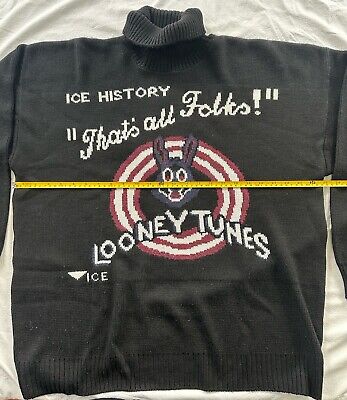 ICE HISTORY
"That's all Folks!"
LOONEY TUNES
ICE